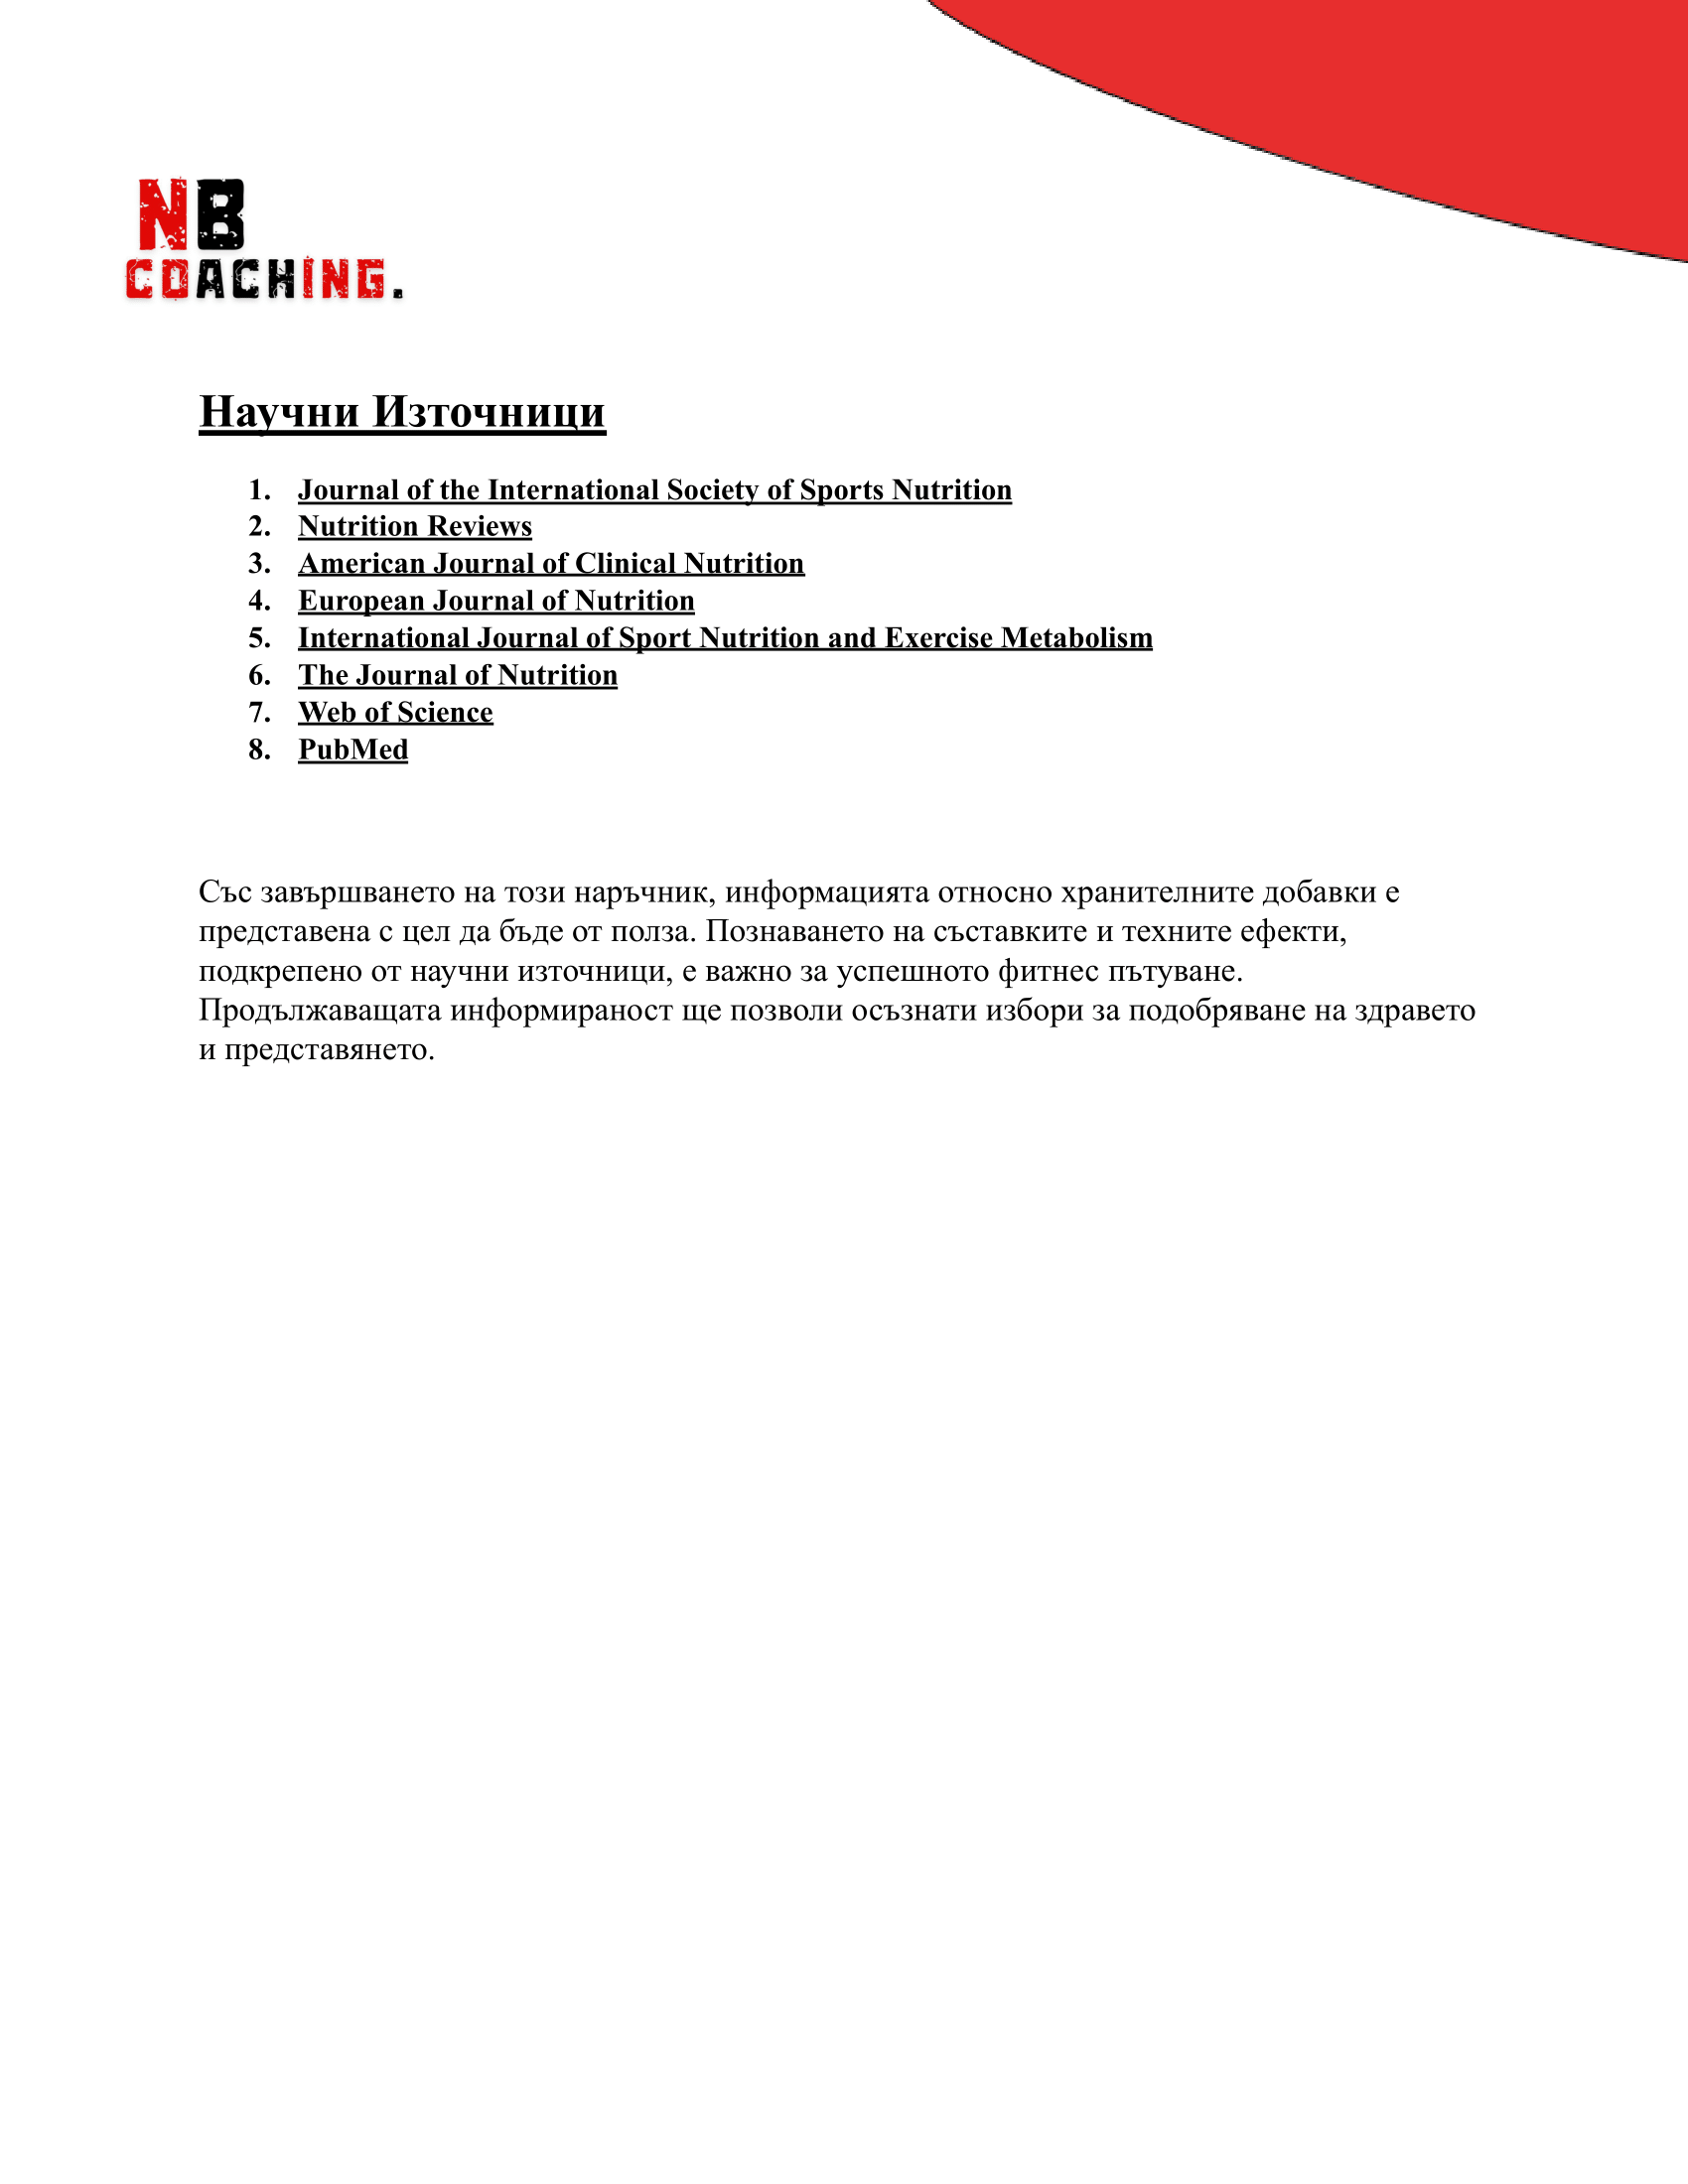 NB
COACHING.
Научни Източници
1. Journal of the International Society of Sports Nutrition
2. Nutrition Reviews
3. American Journal of Clinical Nutrition
4. European Journal of Nutrition
5. International Journal of Sport Nutrition and Exercise Metabolism
6. The Journal of Nutrition
7. Web of Science
8. PubMed
Със завършването на този наръчник, информацията относно хранителните добавки е
представена с цел да бъде от полза. Познаването на съставките и техните ефекти,
подкрепено от научни източници, е важно за успешното фитнес пътуване.
Продължаващата информираност ще позволи осъзнати избори за подобряване на здравето
и представянето.